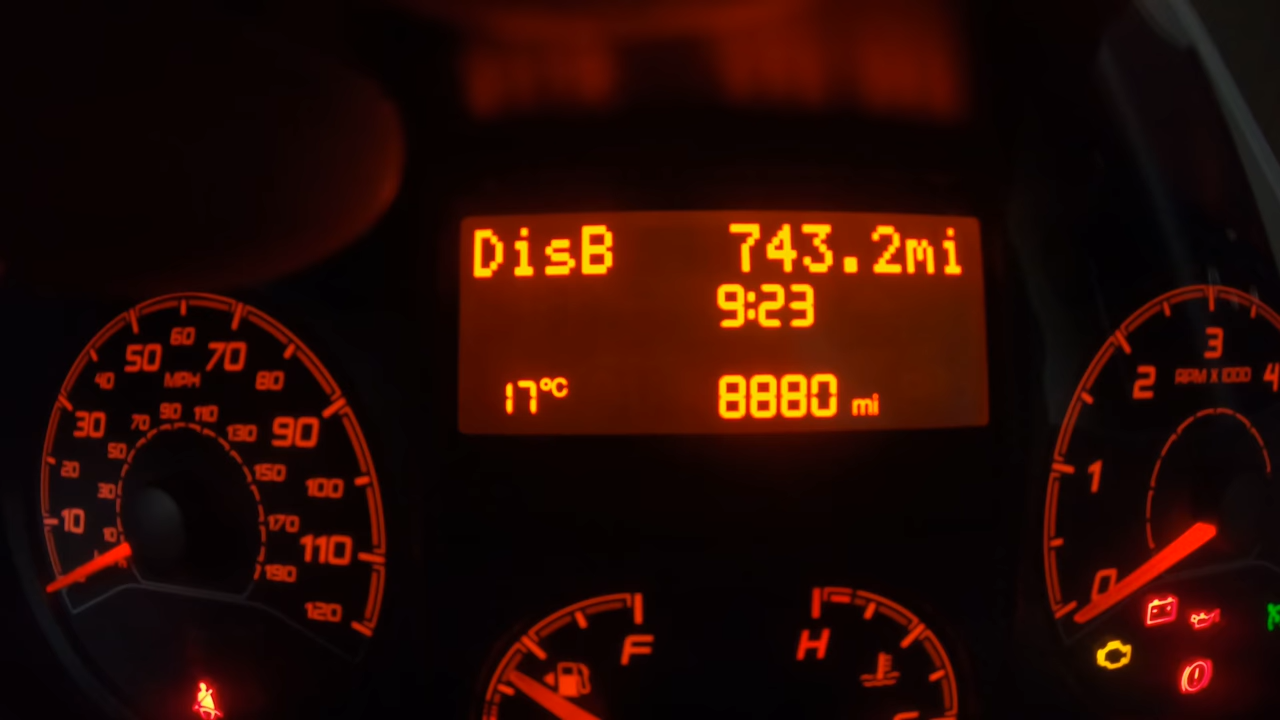 DisB 743.2mi
9:23
17°C 8880 mi
10 20 30 40 50 60 70 80 90 100 110 120
MPH
10 30 50 70 90 110 130 150 170 190
0 1 2 3 4
RPM X 1000
F
H